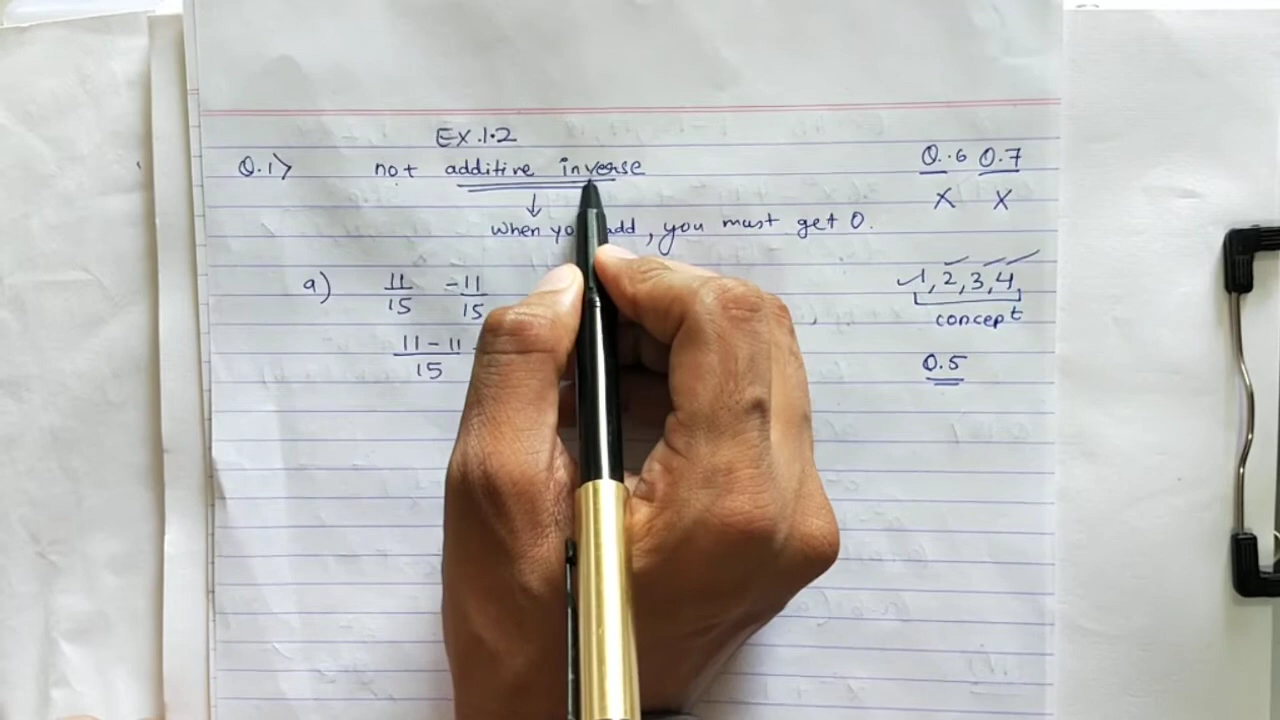 Ex.1.2
Q.1> not additive inverse
↓
when you add, you must get 0.
a) 11/15 -11/15
11-11/15
Q.6 Q.7
X X
1,2,3,4,
concept
Q.5